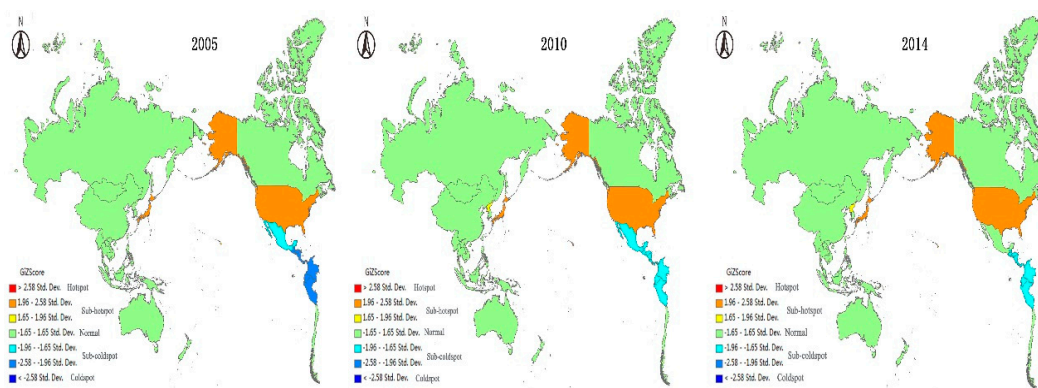 N
2005
GiZScore
> 2.58 Std. Dev. Hotspot
1.96 - 2.58 Std. Dev.
Sub-hotspot
1.65 - 1.96 Std. Dev.
-1.65 - 1.65 Std. Dev. Normal
-1.96 - -1.65 Std. Dev.
Sub-coldspot
-2.58 - -1.96 Std. Dev.
< -2.58 Std. Dev. Coldspot
N
2010
GiZScore
> 2.58 Std. Dev. Hotspot
1.96 - 2.58 Std. Dev.
Sub-hotspot
1.65 - 1.96 Std. Dev.
-1.65 - 1.65 Std. Dev. Normal
-1.96 - -1.65 Std. Dev.
Sub-coldspot
-2.58 - -1.96 Std. Dev.
< -2.58 Std. Dev. Coldspot
N
2014
GiZScore
> 2.58 Std. Dev. Hotspot
1.96 - 2.58 Std. Dev.
Sub-hotspot
1.65 - 1.96 Std. Dev.
-1.65 - 1.65 Std. Dev. Normal
-1.96 - -1.65 Std. Dev.
Sub-coldspot
-2.58 - -1.96 Std. Dev.
< -2.58 Std. Dev. Coldspot